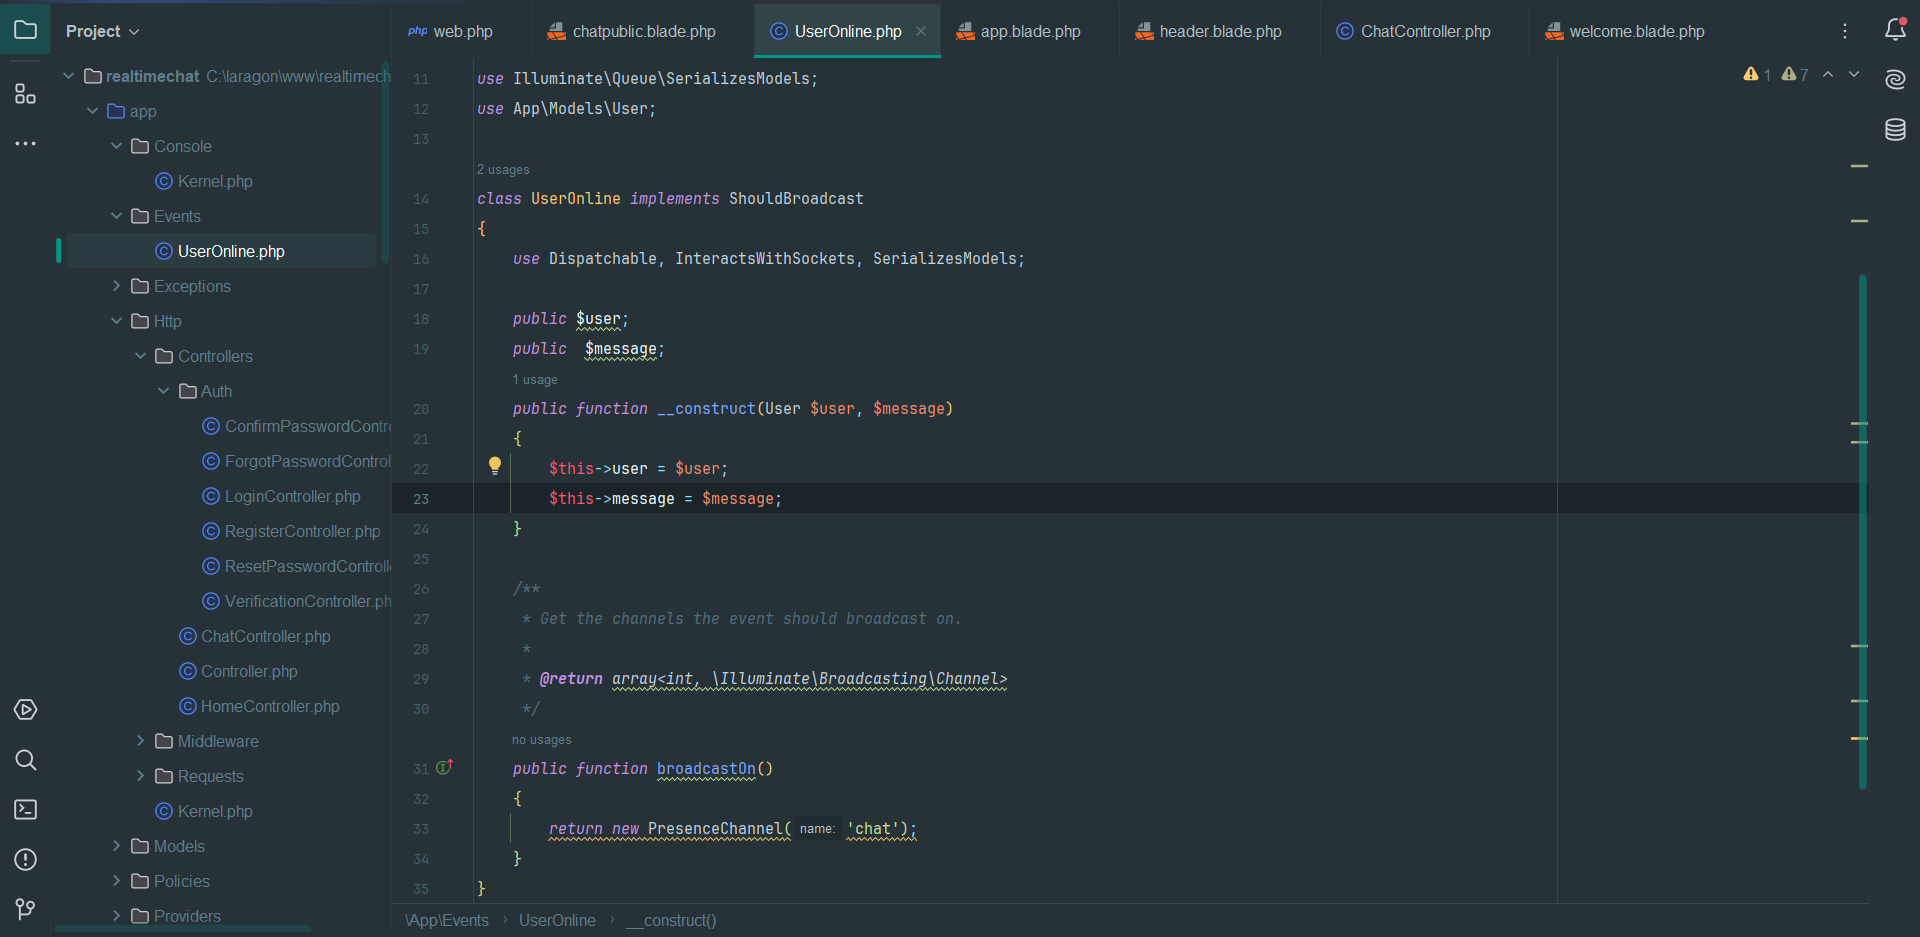 Project
web.php
chatpublic.blade.php
UserOnline.php
app.blade.php
header.blade.php
ChatController.php
welcome.blade.php
realtimechat C:\laragon\www\realtimech
app
Console
Kernel.php
Events
UserOnline.php
Exceptions
Http
Controllers
Auth
ConfirmPasswordContro
ForgotPasswordControl
LoginController.php
RegisterController.php
ResetPasswordControlle
VerificationController.ph
ChatController.php
Controller.php
HomeController.php
Middleware
Requests
Kernel.php
Models
Policies
Providers
1 7
11 use Illuminate\Queue\SerializesModels;
12 use App\Models\User;
13
2 usages
14 class UserOnline implements ShouldBroadcast
15 {
16 use Dispatchable, InteractsWithSockets, SerializesModels;
17
18 public $user;
19 public  $message;
1 usage
20 public function __construct(User $user, $message)
21 {
22 $this->user = $user;
23 $this->message = $message;
24 }
25
26 /**
27 * Get the channels the event should broadcast on.
28 *
29 * @return array<int, \Illuminate\Broadcasting\Channel>
30 */
no usages
31 public function broadcastOn()
32 {
33 return new PresenceChannel( name: 'chat');
34 }
35 }
\App\Events › UserOnline › __construct()